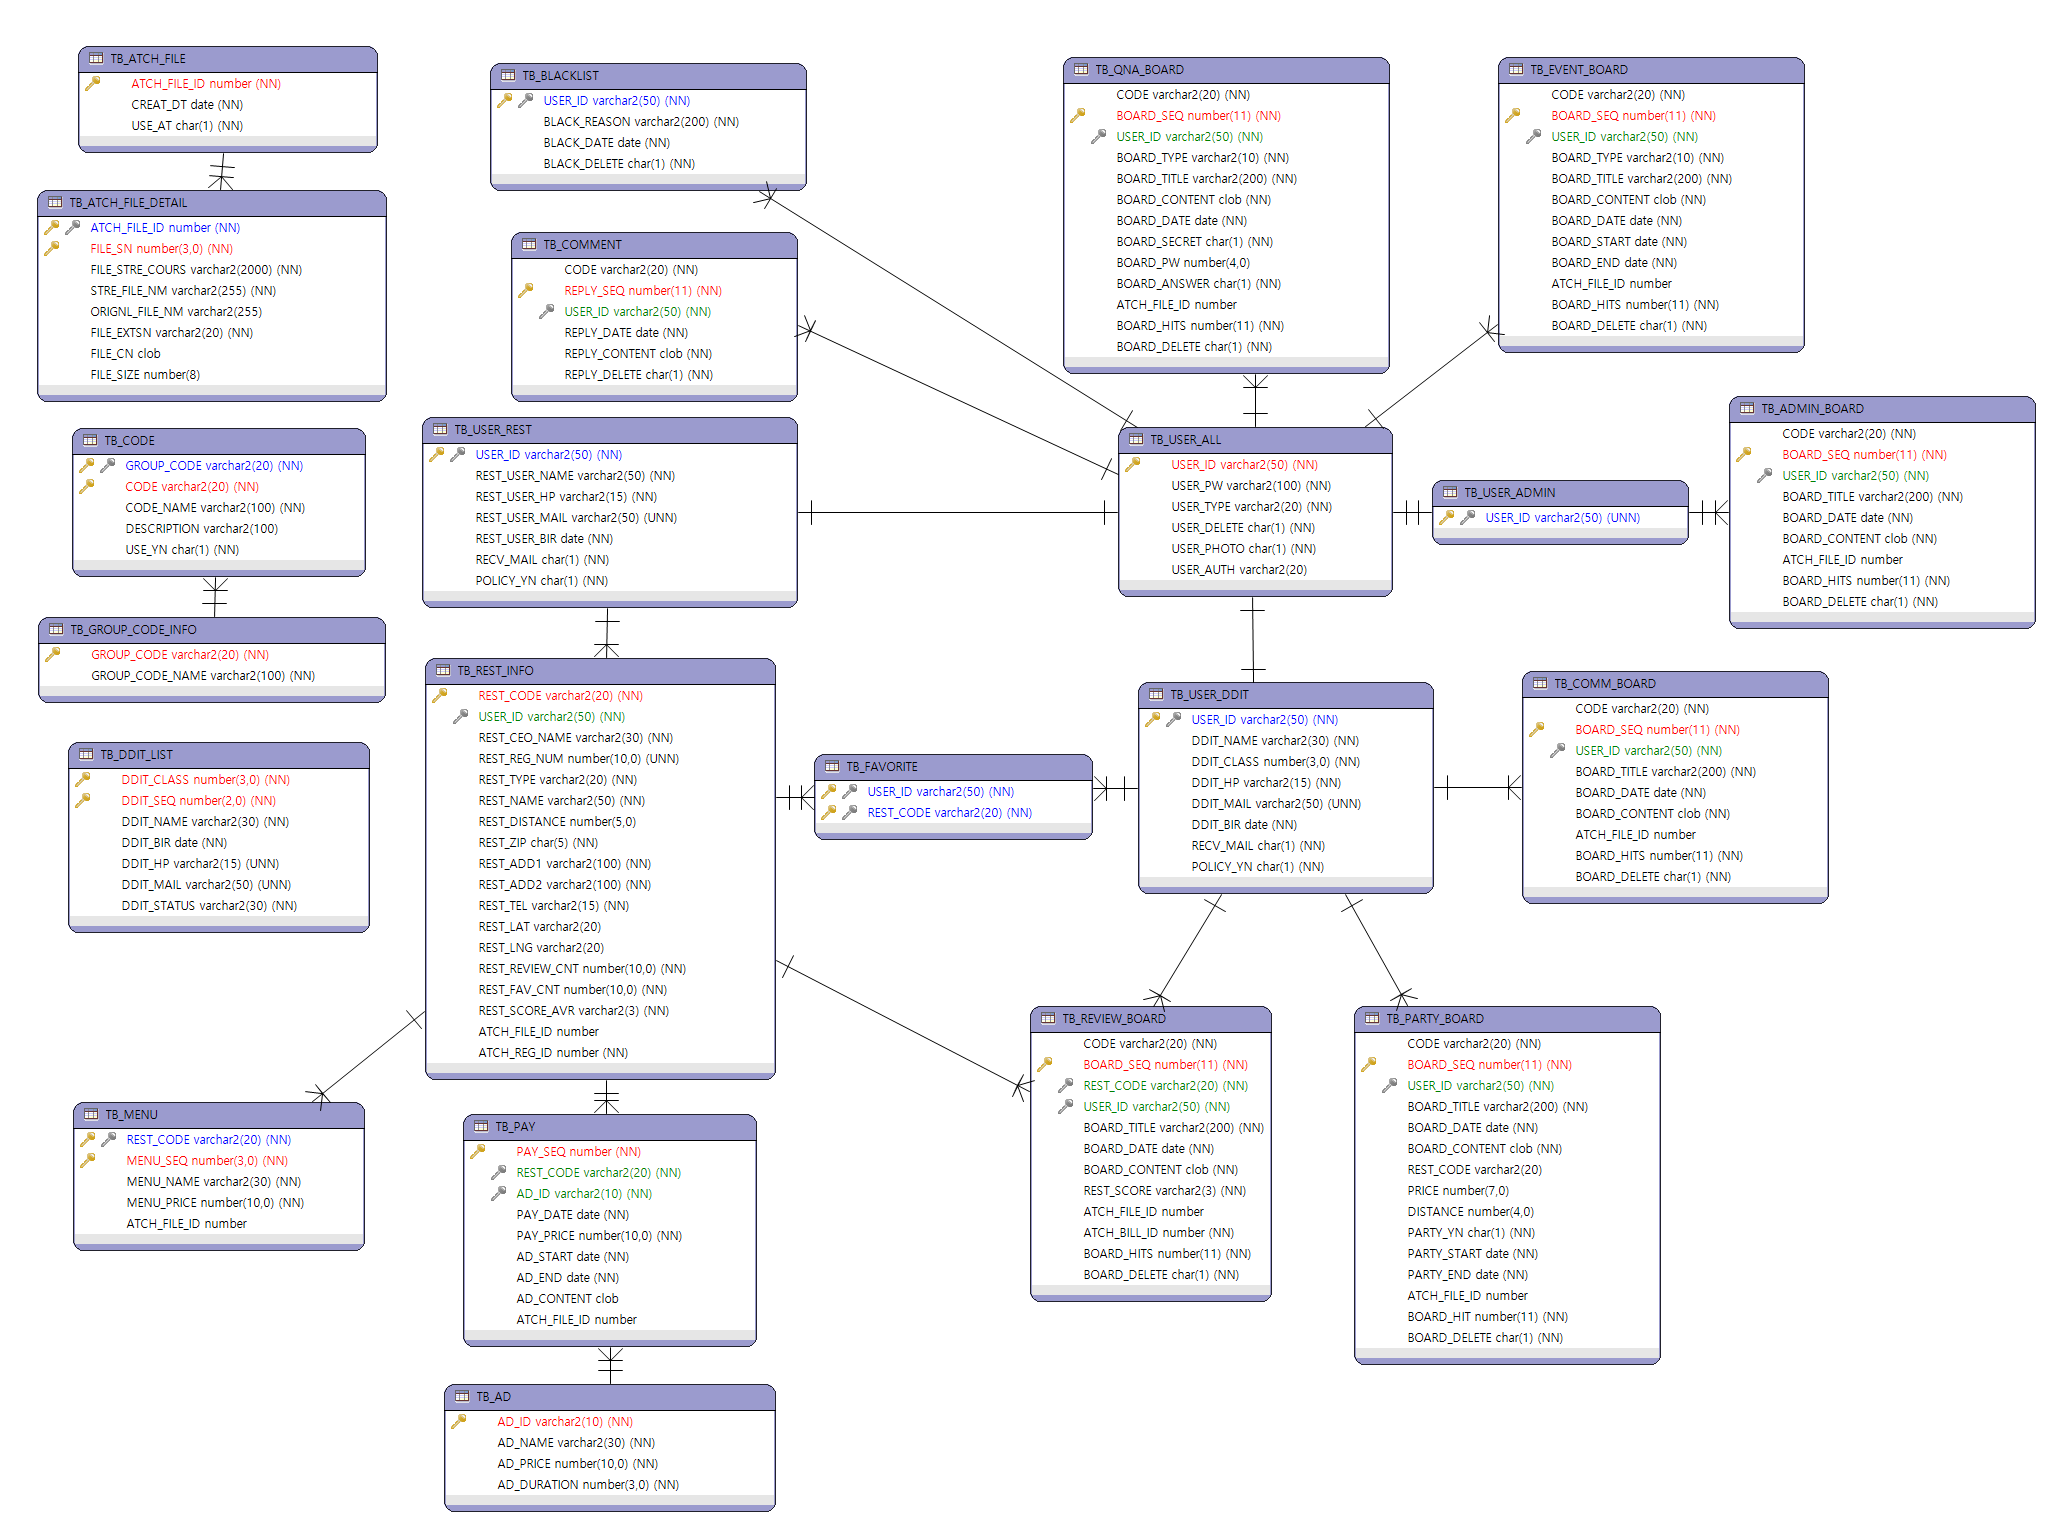 TB_ATCH_FILE
ATCH_FILE_ID number (NN)
CREAT_DT date (NN)
USE_AT char(1) (NN)
TB_ATCH_FILE_DETAIL
ATCH_FILE_ID number (NN)
FILE_SN number(3,0) (NN)
FILE_STRE_COURS varchar2(2000) (NN)
STRE_FILE_NM varchar2(255) (NN)
ORIGNL_FILE_NM varchar2(255)
FILE_EXTSN varchar2(20) (NN)
FILE_CN clob
FILE_SIZE number(8)
TB_CODE
GROUP_CODE varchar2(20) (NN)
CODE varchar2(20) (NN)
CODE_NAME varchar2(100) (NN)
DESCRIPTION varchar2(100)
USE_YN char(1) (NN)
TB_GROUP_CODE_INFO
GROUP_CODE varchar2(20) (NN)
GROUP_CODE_NAME varchar2(100) (NN)
TB_DDIT_LIST
DDIT_CLASS number(3,0) (NN)
DDIT_SEQ number(2,0) (NN)
DDIT_NAME varchar2(30) (NN)
DDIT_BIR date (NN)
DDIT_HP varchar2(15) (UNN)
DDIT_MAIL varchar2(50) (UNN)
DDIT_STATUS varchar2(30) (NN)
TB_MENU
REST_CODE varchar2(20) (NN)
MENU_SEQ number(3,0) (NN)
MENU_NAME varchar2(30) (NN)
MENU_PRICE number(10,0) (NN)
ATCH_FILE_ID number
TB_BLACKLIST
USER_ID varchar2(50) (NN)
BLACK_REASON varchar2(200) (NN)
BLACK_DATE date (NN)
BLACK_DELETE char(1) (NN)
TB_COMMENT
CODE varchar2(20) (NN)
REPLY_SEQ number(11) (NN)
USER_ID varchar2(50) (NN)
REPLY_DATE date (NN)
REPLY_CONTENT clob (NN)
REPLY_DELETE char(1) (NN)
TB_USER_REST
USER_ID varchar2(50) (NN)
REST_USER_NAME varchar2(50) (NN)
REST_USER_HP varchar2(15) (NN)
REST_USER_MAIL varchar2(50) (UNN)
REST_USER_BIR date (NN)
RECV_MAIL char(1) (NN)
POLICY_YN char(1) (NN)
TB_REST_INFO
REST_CODE varchar2(20) (NN)
USER_ID varchar2(50) (NN)
REST_CEO_NAME varchar2(30) (NN)
REST_REG_NUM number(10,0) (UNN)
REST_TYPE varchar2(20) (NN)
REST_NAME varchar2(50) (NN)
REST_DISTANCE number(5,0)
REST_ZIP char(5) (NN)
REST_ADD1 varchar2(100) (NN)
REST_ADD2 varchar2(100) (NN)
REST_TEL varchar2(15) (NN)
REST_LAT varchar2(20)
REST_LNG varchar2(20)
REST_REVIEW_CNT number(10,0) (NN)
REST_FAV_CNT number(10,0) (NN)
REST_SCORE_AVR varchar2(3) (NN)
ATCH_FILE_ID number
ATCH_REG_ID number (NN)
TB_PAY
PAY_SEQ number (NN)
REST_CODE varchar2(20) (NN)
AD_ID varchar2(10) (NN)
PAY_DATE date (NN)
PAY_PRICE number(10,0) (NN)
AD_START date (NN)
AD_END date (NN)
AD_CONTENT clob
ATCH_FILE_ID number
TB_AD
AD_ID varchar2(10) (NN)
AD_NAME varchar2(30) (NN)
AD_PRICE number(10,0) (NN)
AD_DURATION number(3,0) (NN)
TB_FAVORITE
USER_ID varchar2(50) (NN)
REST_CODE varchar2(20) (NN)
TB_QNA_BOARD
CODE varchar2(20) (NN)
BOARD_SEQ number(11) (NN)
USER_ID varchar2(50) (NN)
BOARD_TYPE varchar2(10) (NN)
BOARD_TITLE varchar2(200) (NN)
BOARD_CONTENT clob (NN)
BOARD_DATE date (NN)
BOARD_SECRET char(1) (NN)
BOARD_PW number(4,0)
BOARD_ANSWER char(1) (NN)
ATCH_FILE_ID number
BOARD_HITS number(11) (NN)
BOARD_DELETE char(1) (NN)
TB_USER_ALL
USER_ID varchar2(50) (NN)
USER_PW varchar2(100) (NN)
USER_TYPE varchar2(20) (NN)
USER_DELETE char(1) (NN)
USER_PHOTO char(1) (NN)
USER_AUTH varchar2(20)
TB_USER_DDIT
USER_ID varchar2(50) (NN)
DDIT_NAME varchar2(30) (NN)
DDIT_CLASS number(3,0) (NN)
DDIT_HP varchar2(15) (NN)
DDIT_MAIL varchar2(50) (UNN)
DDIT_BIR date (NN)
RECV_MAIL char(1) (NN)
POLICY_YN char(1) (NN)
TB_REVIEW_BOARD
CODE varchar2(20) (NN)
BOARD_SEQ number(11) (NN)
REST_CODE varchar2(20) (NN)
USER_ID varchar2(50) (NN)
BOARD_TITLE varchar2(200) (NN)
BOARD_DATE date (NN)
BOARD_CONTENT clob (NN)
REST_SCORE varchar2(3) (NN)
ATCH_FILE_ID number
ATCH_BILL_ID number (NN)
BOARD_HITS number(11) (NN)
BOARD_DELETE char(1) (NN)
TB_EVENT_BOARD
CODE varchar2(20) (NN)
BOARD_SEQ number(11) (NN)
USER_ID varchar2(50) (NN)
BOARD_TYPE varchar2(10) (NN)
BOARD_TITLE varchar2(200) (NN)
BOARD_CONTENT clob (NN)
BOARD_DATE date (NN)
BOARD_START date (NN)
BOARD_END date (NN)
ATCH_FILE_ID number
BOARD_HITS number(11) (NN)
BOARD_DELETE char(1) (NN)
TB_USER_ADMIN
USER_ID varchar2(50) (UNN)
TB_ADMIN_BOARD
CODE varchar2(20) (NN)
BOARD_SEQ number(11) (NN)
USER_ID varchar2(50) (NN)
BOARD_TITLE varchar2(200) (NN)
BOARD_DATE date (NN)
BOARD_CONTENT clob (NN)
ATCH_FILE_ID number
BOARD_HITS number(11) (NN)
BOARD_DELETE char(1) (NN)
TB_COMM_BOARD
CODE varchar2(20) (NN)
BOARD_SEQ number(11) (NN)
USER_ID varchar2(50) (NN)
BOARD_TITLE varchar2(200) (NN)
BOARD_DATE date (NN)
BOARD_CONTENT clob (NN)
ATCH_FILE_ID number
BOARD_HITS number(11) (NN)
BOARD_DELETE char(1) (NN)
TB_PARTY_BOARD
CODE varchar2(20) (NN)
BOARD_SEQ number(11) (NN)
USER_ID varchar2(50) (NN)
BOARD_TITLE varchar2(200) (NN)
BOARD_DATE date (NN)
BOARD_CONTENT clob (NN)
REST_CODE varchar2(20)
PRICE number(7,0)
DISTANCE number(4,0)
PARTY_YN char(1) (NN)
PARTY_START date (NN)
PARTY_END date (NN)
ATCH_FILE_ID number
BOARD_HIT number(11) (NN)
BOARD_DELETE char(1) (NN)